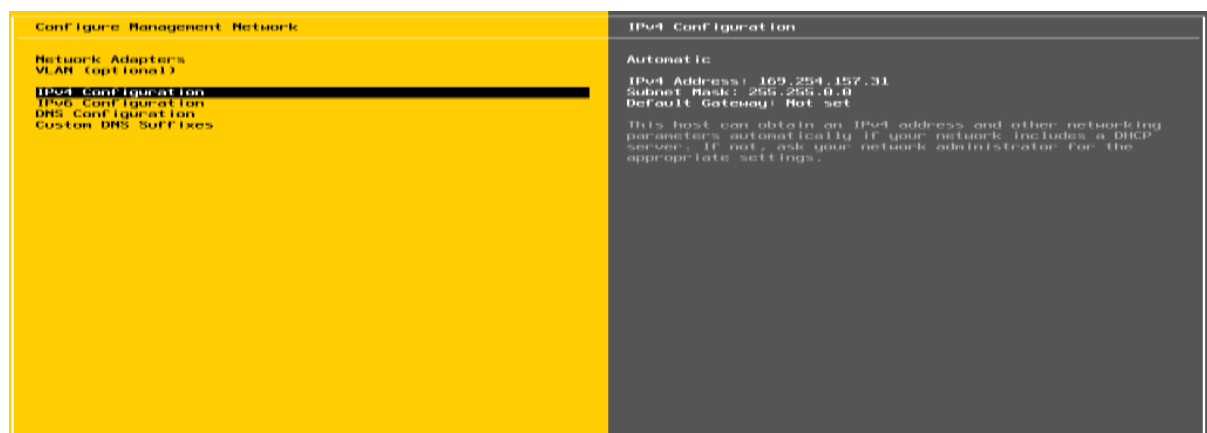 Configure Management Network
Network Adapters
VLAN (optional)
IPv4 Configuration
IPv6 Configuration
DNS Configuration
Custom DNS Suffixes
IPv4 Configuration
Automatic
IPv4 Address: 169.254.157.31
Subnet Mask: 255.255.0.0
Default Gateway: Not set
This host can obtain an IPv4 address and other networking
parameters automatically if your network includes a DHCP
server. If not, ask your network administrator for the
appropriate settings.